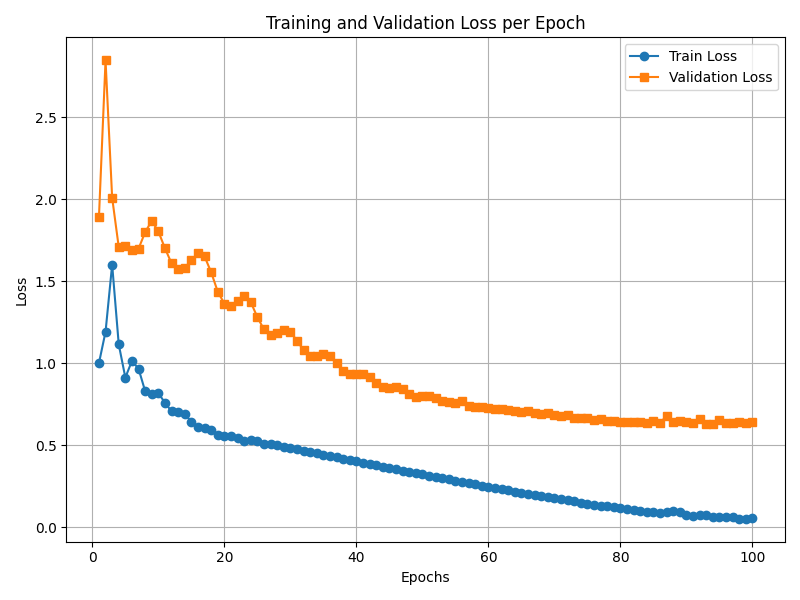 Training and Validation Loss per Epoch
Train Loss
Validation Loss
2.5
2.0
1.5
1.0
0.5
0.0
Loss
0 20 40 60 80 100
Epochs